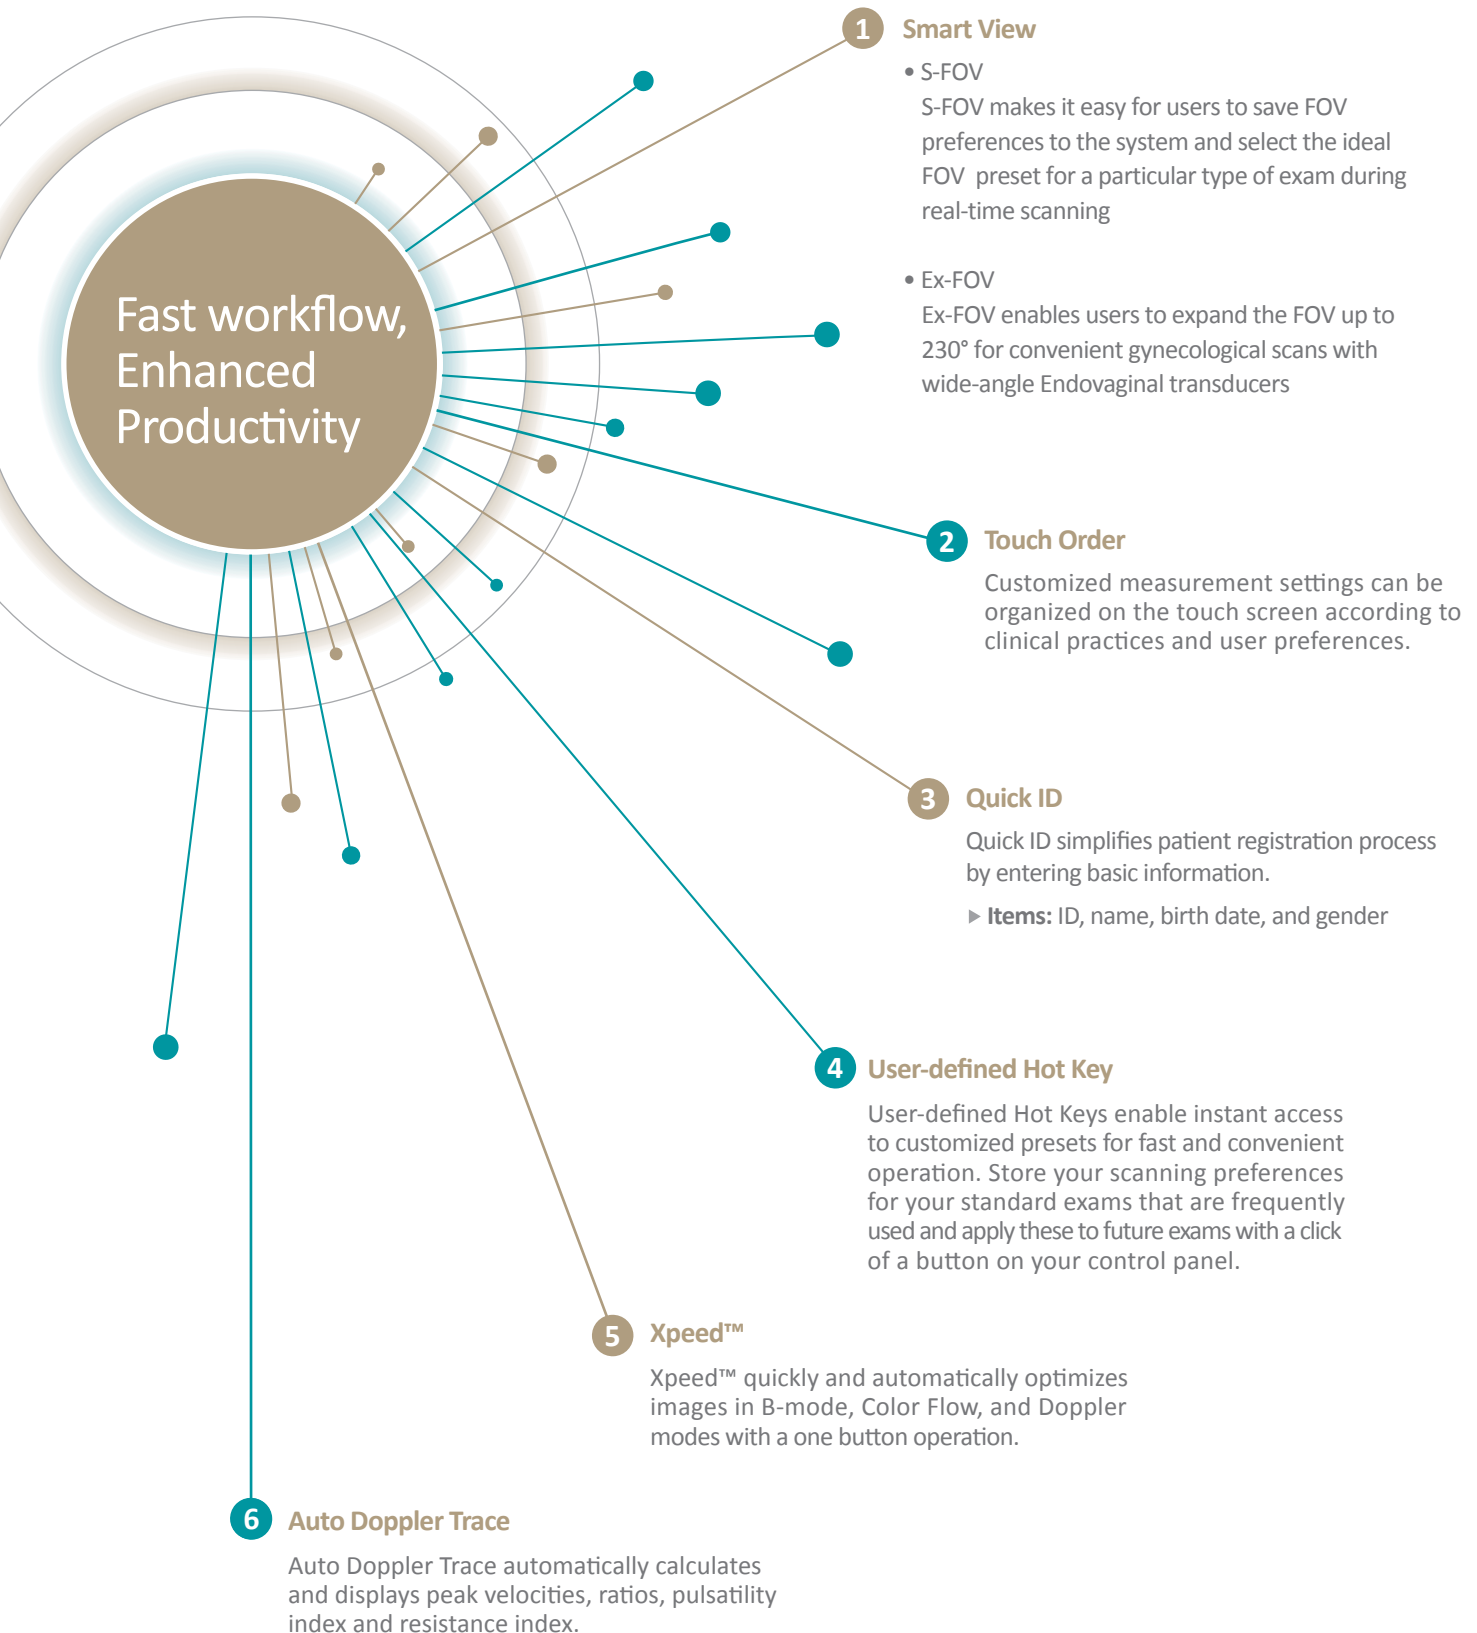 Fast workflow,
Enhanced
Productivity
1 Smart View
• S-FOV
S-FOV makes it easy for users to save FOV
preferences to the system and select the ideal
FOV preset for a particular type of exam during
real-time scanning
• Ex-FOV
Ex-FOV enables users to expand the FOV up to
230° for convenient gynecological scans with
wide-angle Endovaginal transducers
2 Touch Order
Customized measurement settings can be
organized on the touch screen according to
clinical practices and user preferences.
3 Quick ID
Quick ID simplifies patient registration process
by entering basic information.
▶ Items: ID, name, birth date, and gender
4 User-defined Hot Key
User-defined Hot Keys enable instant access
to customized presets for fast and convenient
operation. Store your scanning preferences
for your standard exams that are frequently
used and apply these to future exams with a click
of a button on your control panel.
5 Xpeed™
Xpeed™ quickly and automatically optimizes
images in B-mode, Color Flow, and Doppler
modes with a one button operation.
6 Auto Doppler Trace
Auto Doppler Trace automatically calculates
and displays peak velocities, ratios, pulsatility
index and resistance index.